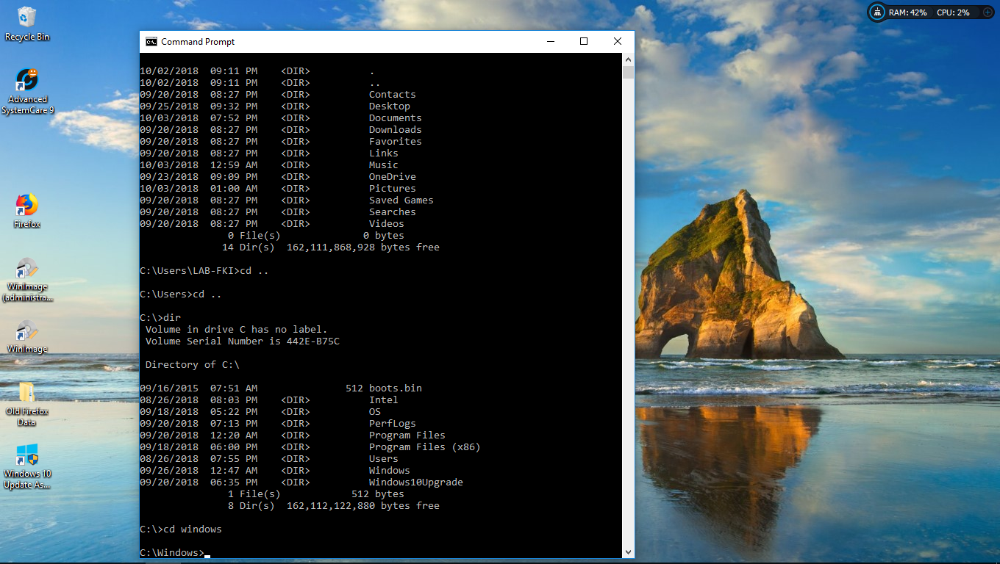 Recycle Bin
Advanced
SystemCare 9
Firefox
WinImage
(administra...
WinImage
Old Firefox
Data
Windows 10
Update As...
RAM: 42% CPU: 2%
Command Prompt
10/02/2018  09:11 PM    <DIR>          .
10/02/2018  09:11 PM    <DIR>          ..
09/20/2018  08:27 PM    <DIR>          Contacts
09/25/2018  09:32 PM    <DIR>          Desktop
10/03/2018  07:52 PM    <DIR>          Documents
09/20/2018  08:27 PM    <DIR>          Downloads
09/20/2018  08:27 PM    <DIR>          Favorites
09/20/2018  08:27 PM    <DIR>          Links
10/03/2018  12:59 AM    <DIR>          Music
09/23/2018  09:09 PM    <DIR>          OneDrive
10/03/2018  01:00 AM    <DIR>          Pictures
09/20/2018  08:27 PM    <DIR>          Saved Games
09/20/2018  08:27 PM    <DIR>          Searches
09/20/2018  08:27 PM    <DIR>          Videos
               0 File(s)              0 bytes
              14 Dir(s)  162,111,868,928 bytes free
C:\Users\LAB-FKI>cd ..
C:\Users>cd ..
C:\>dir
 Volume in drive C has no label.
 Volume Serial Number is 442E-B75C
 Directory of C:\
09/16/2015  07:51 AM               512 boots.bin
08/26/2018  08:03 PM    <DIR>          Intel
09/18/2018  05:22 PM    <DIR>          OS
09/20/2018  07:13 PM    <DIR>          PerfLogs
09/20/2018  12:20 AM    <DIR>          Program Files
09/18/2018  06:00 PM    <DIR>          Program Files (x86)
08/26/2018  07:55 PM    <DIR>          Users
09/26/2018  12:47 AM    <DIR>          Windows
09/20/2018  06:35 PM    <DIR>          Windows10Upgrade
               1 File(s)            512 bytes
               8 Dir(s)  162,112,122,880 bytes free
C:\>cd windows
C:\Windows>